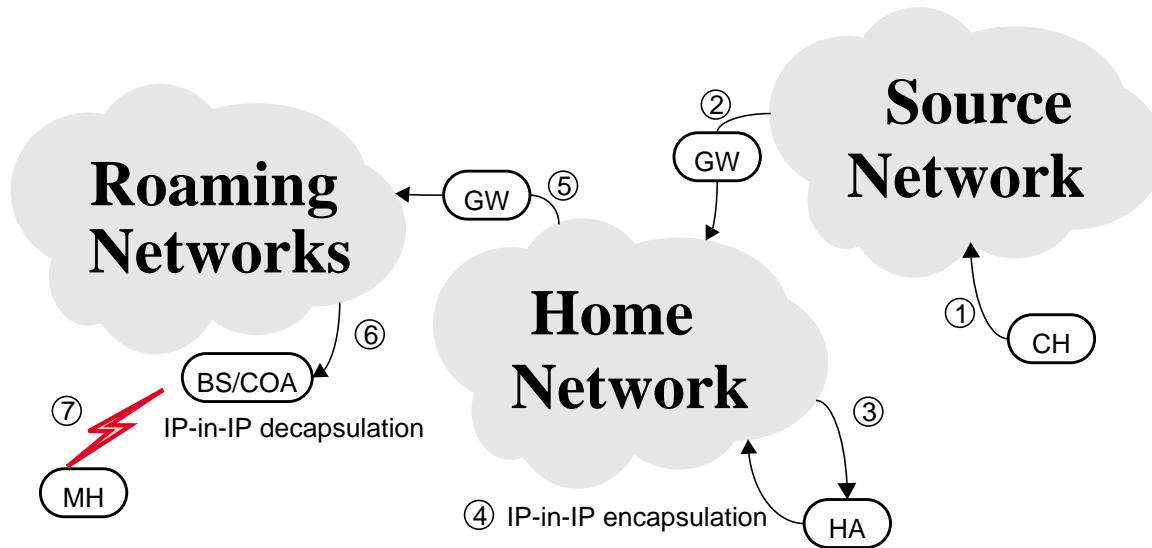 Source
Network
②
GW
Roaming
Networks
GW
⑤
Home
Network
①
CH
⑥
BS/COA
IP-in-IP decapsulation
⑦
MH
③
④ IP-in-IP encapsulation
HA